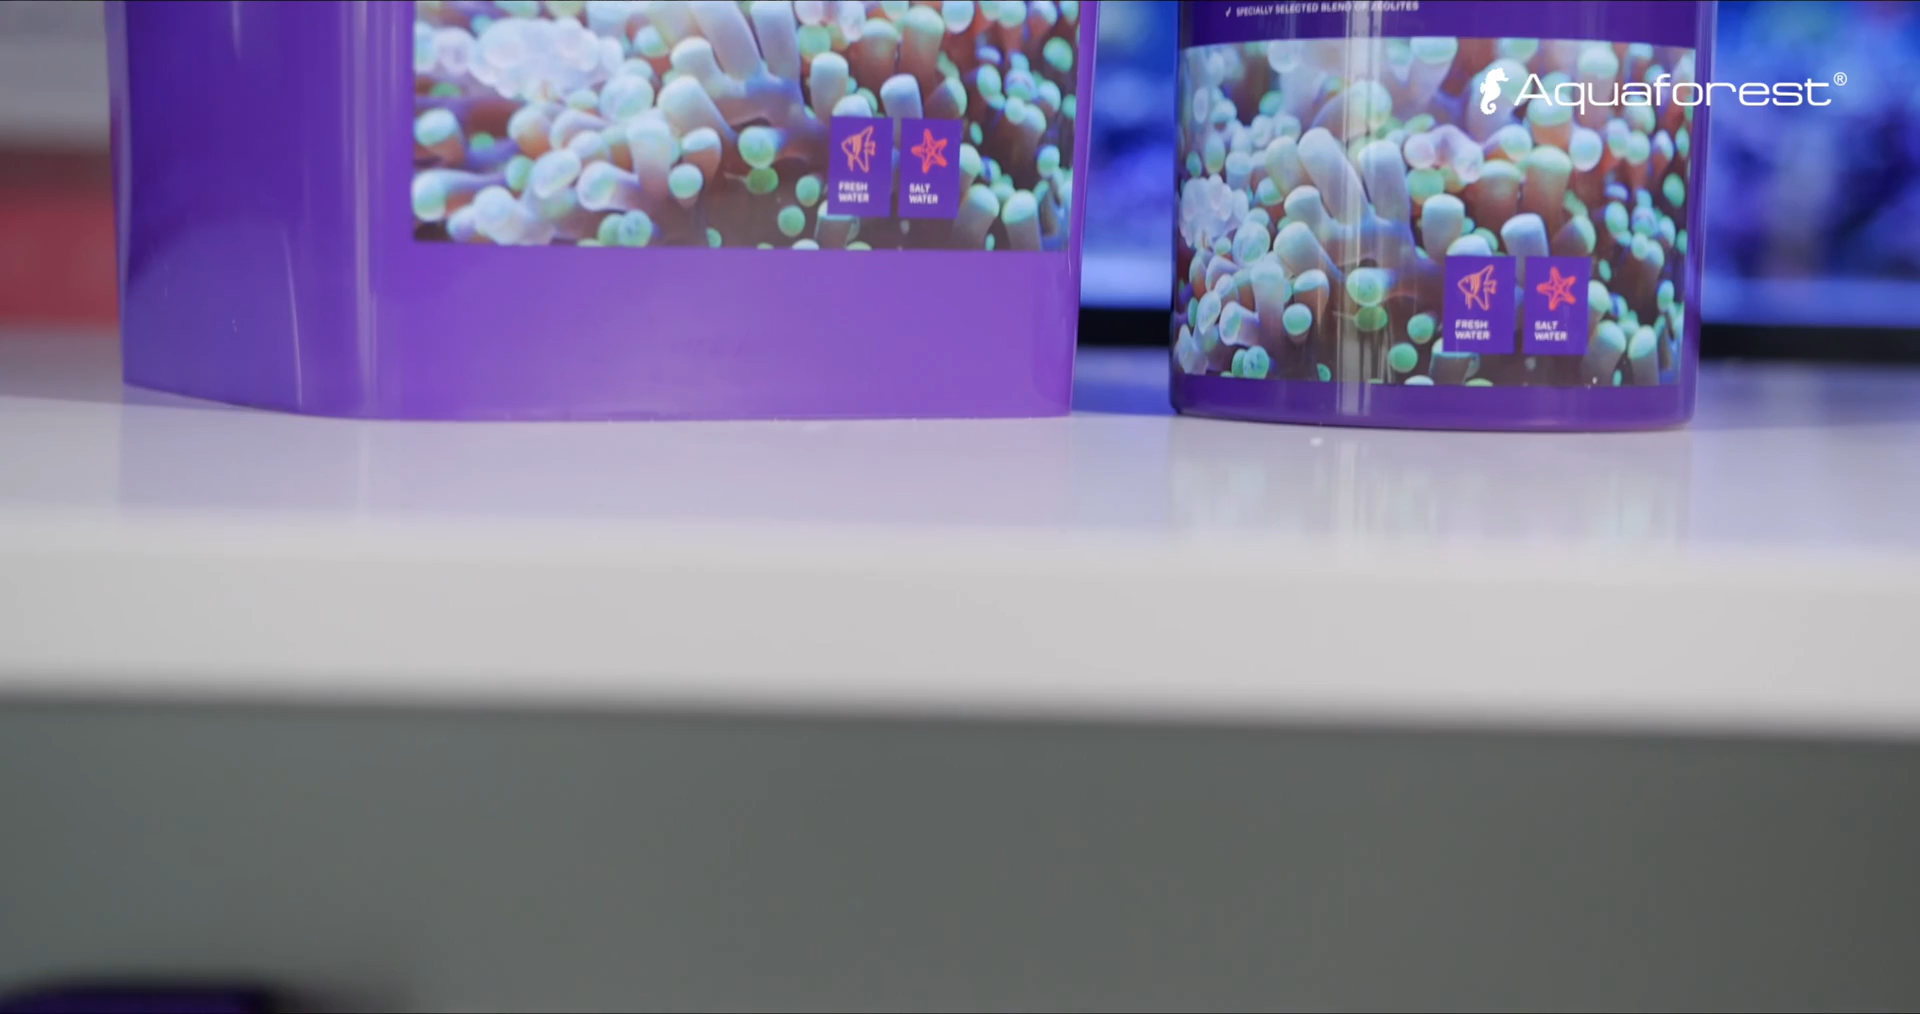 ✓ SPECIALLY SELECTED BLEND OF ZEOLITES
Aquaforest®
FRESH
WATER
SALT
WATER
FRESH
WATER
SALT
WATER